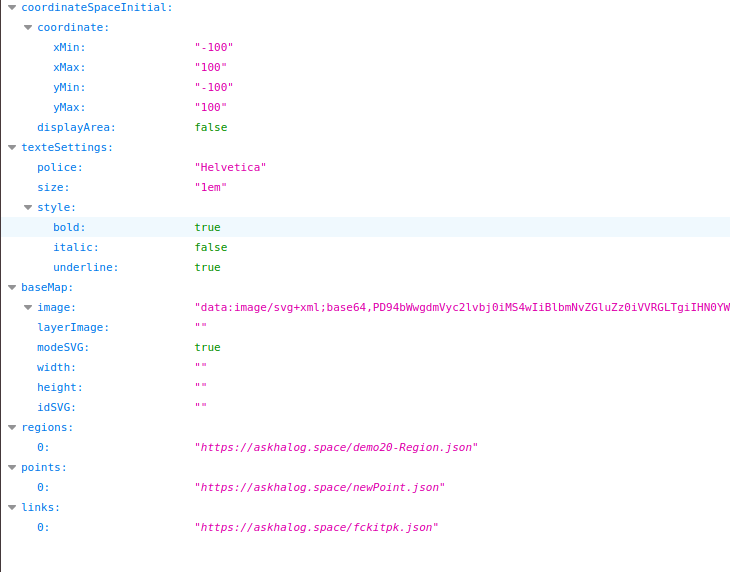 coordinateSpaceInitial:
coordinate:
xMin: "-100"
xMax: "100"
yMin: "-100"
yMax: "100"
displayArea: false
texteSettings:
police: "Helvetica"
size: "1em"
style:
bold: true
italic: false
underline: true
baseMap:
image: "data:image/svg+xml;base64,PD94bWwgdmVyc2lvbj0iMS4wIiBlbmNvZGluZz0iVVRGLTgiIHN0YW
layerImage: ""
modeSVG: true
width: ""
height: ""
idSVG: ""
regions:
0: "https://askhalog.space/demo20-Region.json"
points:
0: "https://askhalog.space/newPoint.json"
links:
0: "https://askhalog.space/fckitpk.json"